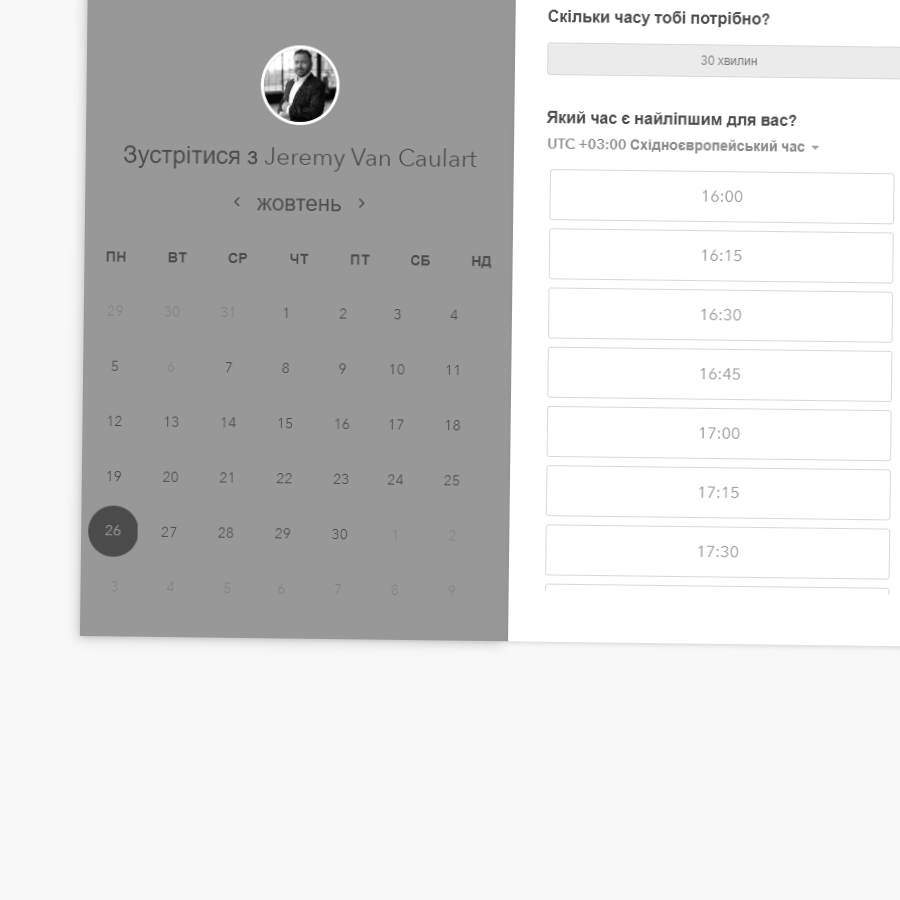 Зустрітися з Jeremy Van Caulart
жовтень
ПН ВТ СР ЧТ ПТ СБ НД
29 30 31 1 2 3 4
5 6 7 8 9 10 11
12 13 14 15 16 17 18
19 20 21 22 23 24 25
26 27 28 29 30 1 2
3 4 5 6 7 8 9
Скільки часу тобі потрібно?
30 хвилин
Який час є найліпшим для вас?
UTC +03:00 Східноєвропейський час
16:00
16:15
16:30
16:45
17:00
17:15
17:30